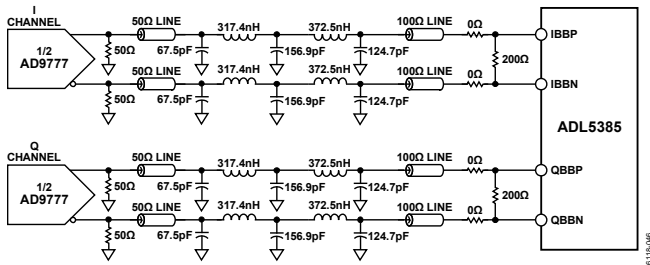 I
CHANNEL
1/2
AD9777
50Ω
50Ω LINE
67.5pF
317.4nH
156.9pF
372.5nH
124.7pF
100Ω LINE
0Ω
IBBP
50Ω
50Ω LINE
67.5pF
317.4nH
156.9pF
372.5nH
124.7pF
100Ω LINE
0Ω
200Ω
IBBN
ADL5385
Q
CHANNEL
1/2
AD9777
50Ω
50Ω LINE
67.5pF
317.4nH
156.9pF
372.5nH
124.7pF
100Ω LINE
0Ω
QBBP
50Ω
50Ω LINE
67.5pF
317.4nH
156.9pF
372.5nH
124.7pF
100Ω LINE
0Ω
200Ω
QBBN
6118-046